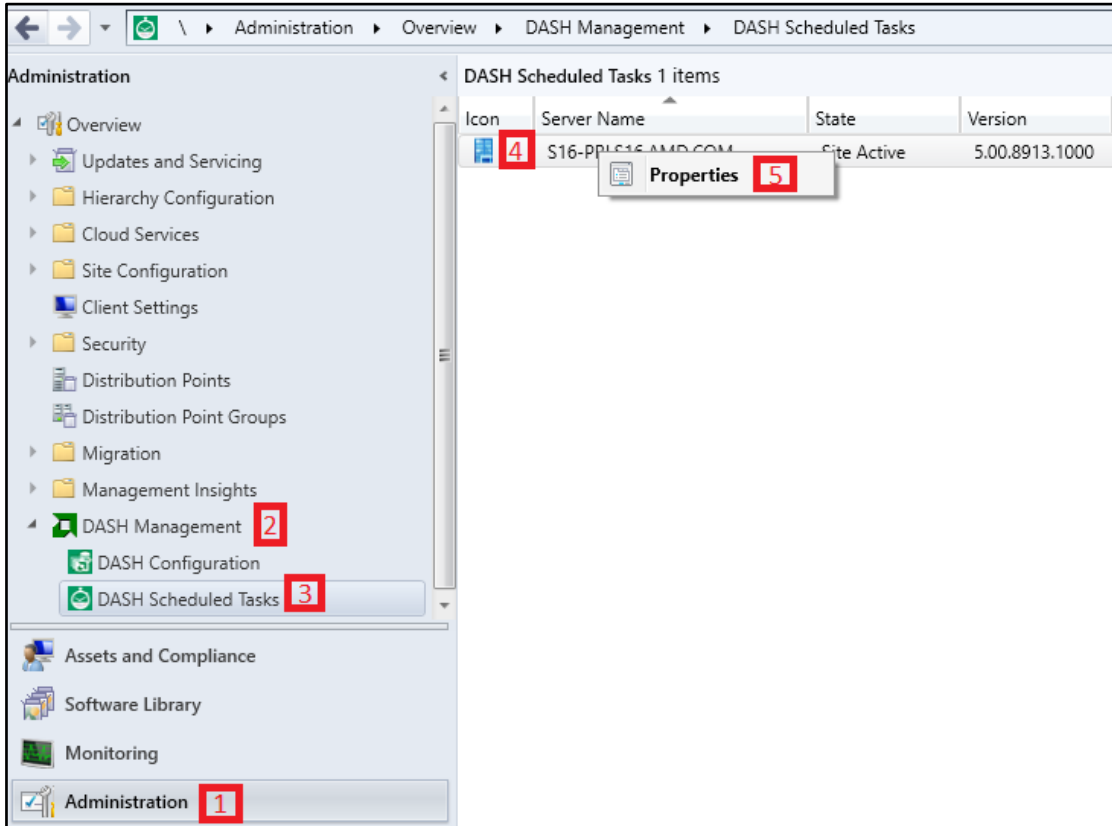 \ Administration Overview DASH Management DASH Scheduled Tasks
Administration
Overview
Updates and Servicing
Hierarchy Configuration
Cloud Services
Site Configuration
Client Settings
Security
Distribution Points
Distribution Point Groups
Migration
Management Insights
DASH Management 2
DASH Configuration
DASH Scheduled Tasks 3
Assets and Compliance
Software Library
Monitoring
Administration 1
DASH Scheduled Tasks 1 items
Icon Server Name State Version
4 Site Active 5.00.8913.1000
Properties 5